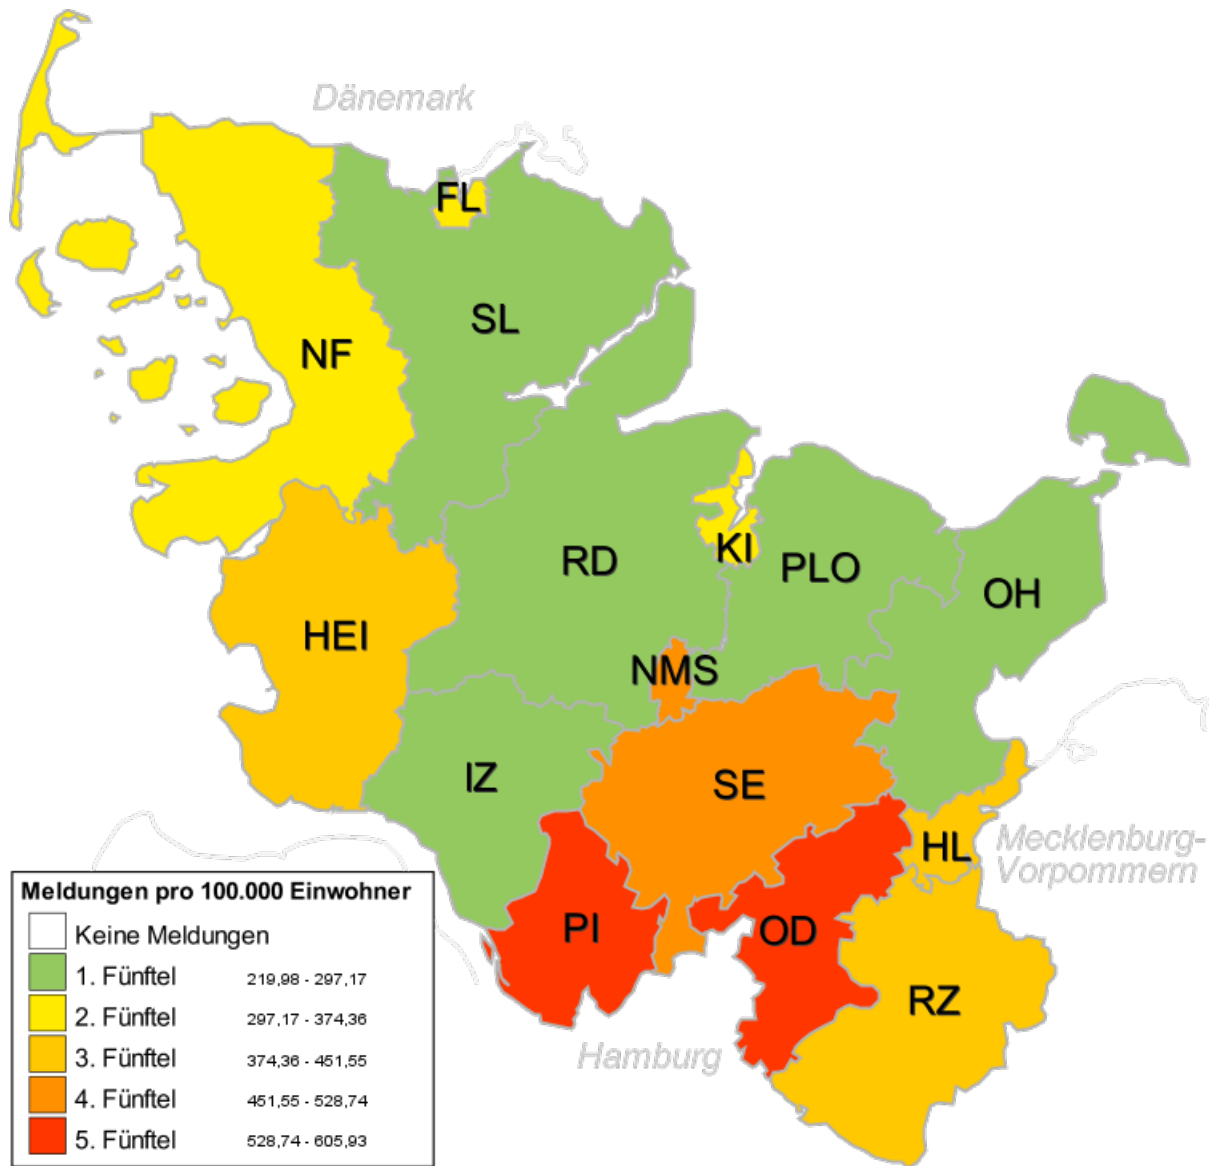 Dänemark
FL
SL
NF
RD
KI
PLO
OH
HEI
NMS
IZ
SE
HL
Mecklenburg-
Vorpommern
PI
OD
RZ
Hamburg
Meldungen pro 100.000 Einwohner
Keine Meldungen
1. Fünftel 219,98 - 297,17
2. Fünftel 297,17 - 374,36
3. Fünftel 374,36 - 451,55
4. Fünftel 451,55 - 528,74
5. Fünftel 528,74 - 605,93